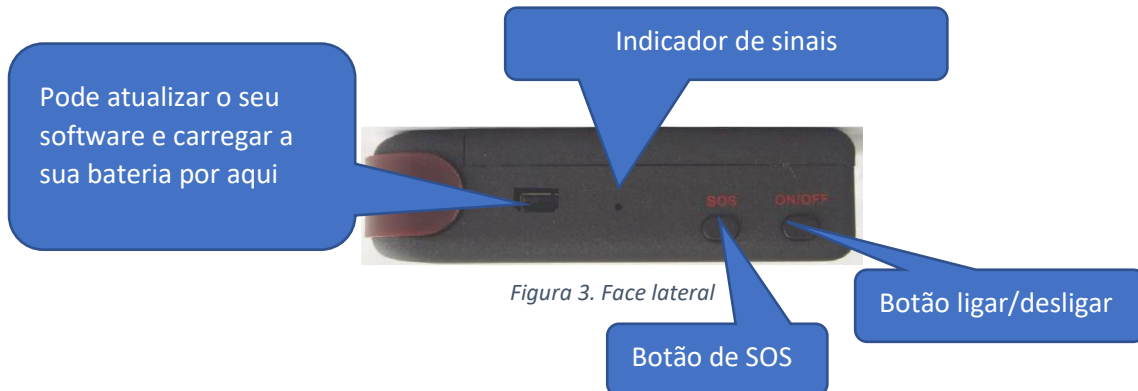 Indicador de sinais
Pode atualizar o seu
software e carregar a
sua bateria por aqui
SOS
ON/OFF
Figura 3. Face lateral
Botão ligar/desligar
Botão de SOS